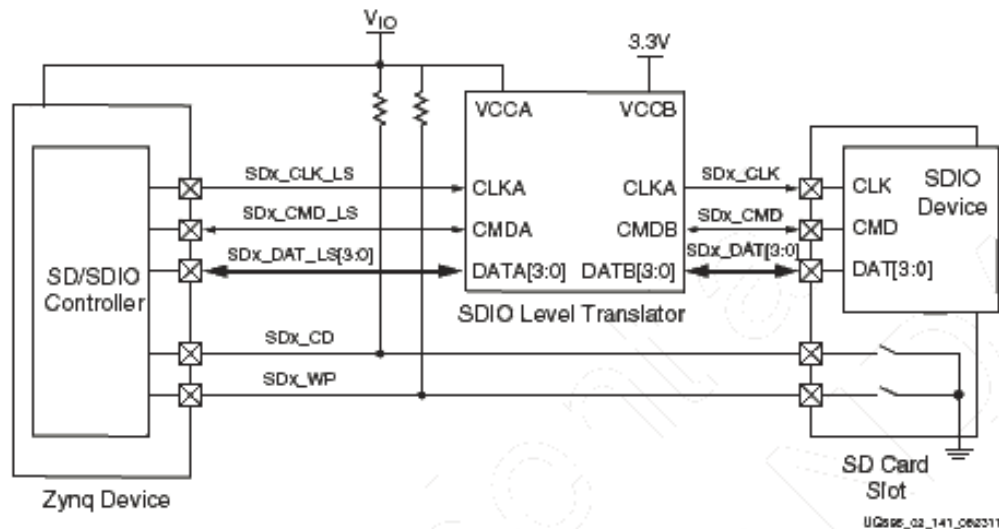 VIO
3.3V
VCCA
VCCB
SDx_CLK_LS
CLKA
CLKA
SDx_CLK
CLK
SDIO
Device
SDx_CMD_LS
CMDA
CMDB
SDx_CMD
CMD
SDx_DAT_LS[3:0]
DATA[3:0]
DATB[3:0]
SDx_DAT[3:0]
DAT[3:0]
SD/SDIO
Controller
SDIO Level Translator
SDx_CD
SDx_WP
Zynq Device
SD Card
Slot